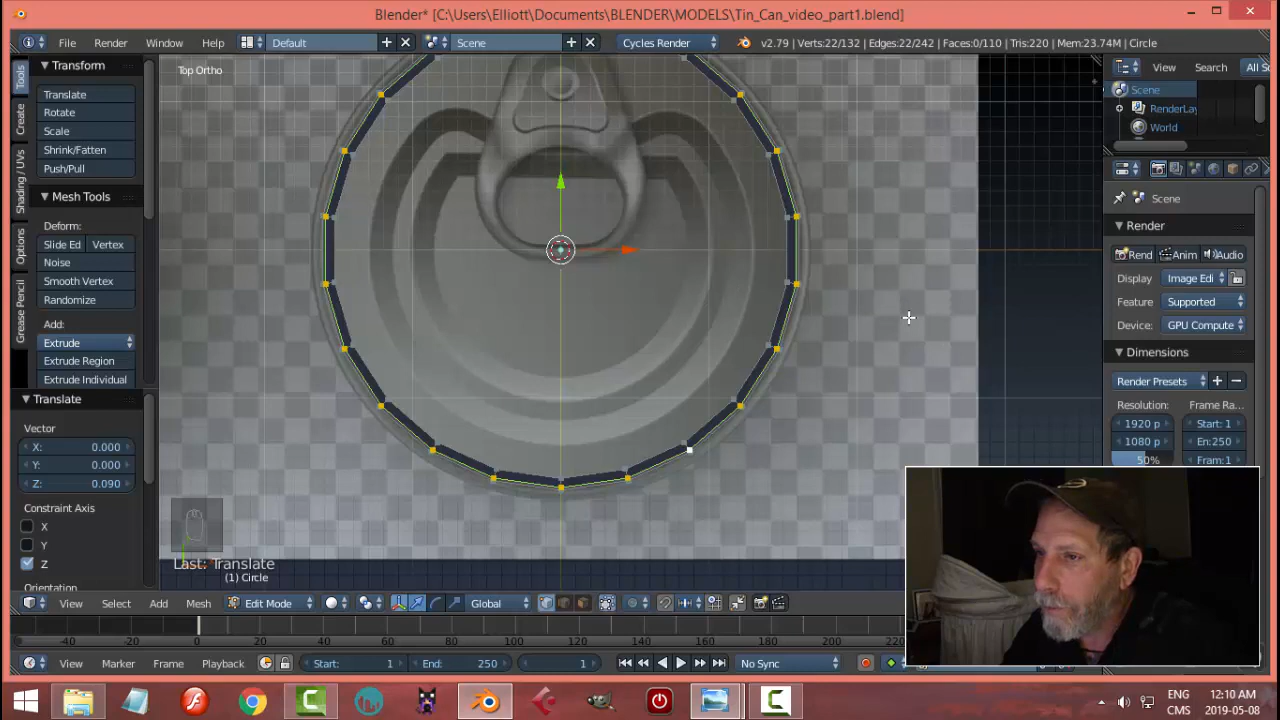 Blender* [C:\Users\Elliott\Documents\BLENDER\MODELS\Tin_Can_video_part1.blend]
File Render Window Help Default Scene Cycles Render v2.79 | Verts:22/132 | Edges:22/242 | Faces:0/110 | Tris:220 | Mem:23.74M | Circle
Tools
Create
Shading / UVs
Options
Grease Pencil
Transform
Translate
Rotate
Scale
Shrink/Fatten
Push/Pull
Mesh Tools
Deform:
Slide Ed Vertex
Noise
Smooth Vertex
Randomize
Add:
Extrude
Extrude Region
Extrude Individual
Translate
Vector
X: 0.000
Y: 0.000
Z: 0.090
Constraint Axis
X
Y
Z
Orientation
Top Ortho
Last: Translate
(1) Circle
View Search All S
Scene
RenderLay
World
Scene
Render
Rend Anim Audio
Display Image Edi
Feature Supported
Device: GPU Compute
Dimensions
Render Presets
Resolution: Frame Ra...
1920 p Start: 1
1080 p En:250
50% Fram:1
View Select Add Mesh Edit Mode Global
-40 -20 0 20 40 60 80 100 120 140 160 180 200 220
View Marker Frame Playback Start: 1 End: 250 1 No Sync
ENG 12:10 AM
CMS 2019-05-08